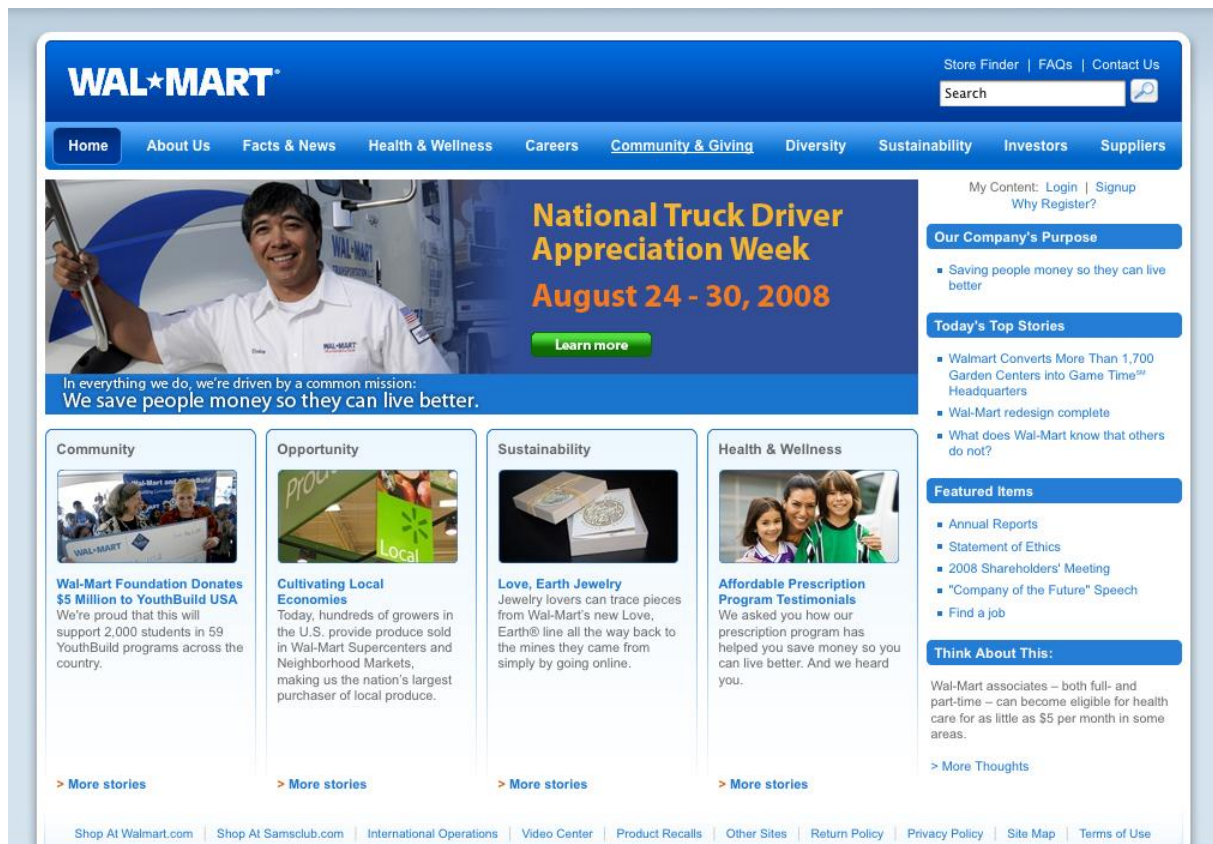 WAL★MART
Store Finder | FAQs | Contact Us
Search
Home About Us Facts & News Health & Wellness Careers Community & Giving Diversity Sustainability Investors Suppliers
WAL-MART
WAL-MART
National Truck Driver
Appreciation Week
August 24 - 30, 2008
Learn more
In everything we do, we're driven by a common mission:
We save people money so they can live better.
My Content: Login | Signup
Why Register?
Our Company's Purpose
Saving people money so they can live
better
Today's Top Stories
Walmart Converts More Than 1,700
Garden Centers into Game Time℠
Headquarters
Wal-Mart redesign complete
What does Wal-Mart know that others
do not?
Featured Items
Annual Reports
Statement of Ethics
2008 Shareholders' Meeting
"Company of the Future" Speech
Find a job
Think About This:
Wal-Mart associates – both full- and
part-time – can become eligible for health
care for as little as $5 per month in some
areas.
> More Thoughts
Community
WAL-MART
Wal-Mart Foundation Donates
$5 Million to YouthBuild USA
We're proud that this will
support 2,000 students in 59
YouthBuild programs across the
country.
> More stories
Opportunity
Local
Cultivating Local
Economies
Today, hundreds of growers in
the U.S. provide produce sold
in Wal-Mart Supercenters and
Neighborhood Markets,
making us the nation's largest
purchaser of local produce.
> More stories
Sustainability
Love, Earth Jewelry
Jewelry lovers can trace pieces
from Wal-Mart's new Love,
Earth® line all the way back to
the mines they came from
simply by going online.
> More stories
Health & Wellness
Affordable Prescription
Program Testimonials
We asked you how our
prescription program has
helped you save money so you
can live better. And we heard
you.
> More stories
Shop At Walmart.com | Shop At Samsclub.com | International Operations | Video Center | Product Recalls | Other Sites | Return Policy | Privacy Policy | Site Map | Terms of Use